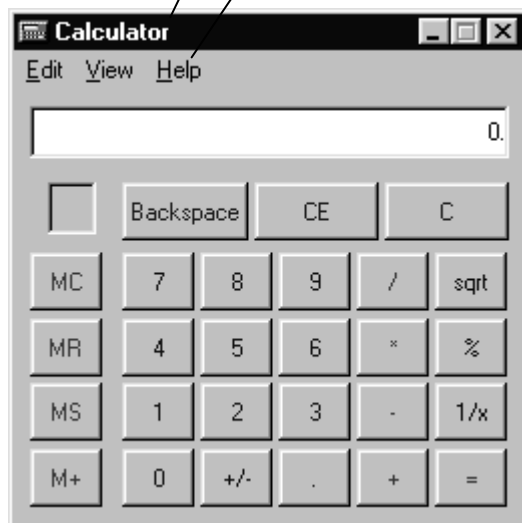 Calculator
Edit View Help
0.
Backspace CE C
MC 7 8 9 / sqrt
MR 4 5 6 * %
MS 1 2 3 - 1/x
M+ 0 +/- . + =